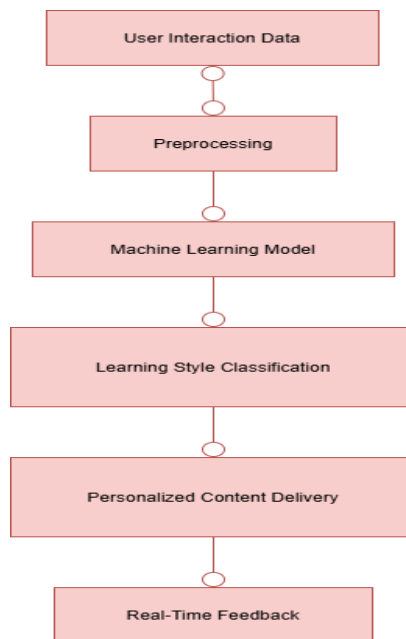 User Interaction Data
Preprocessing
Machine Learning Model
Learning Style Classification
Personalized Content Delivery
Real-Time Feedback